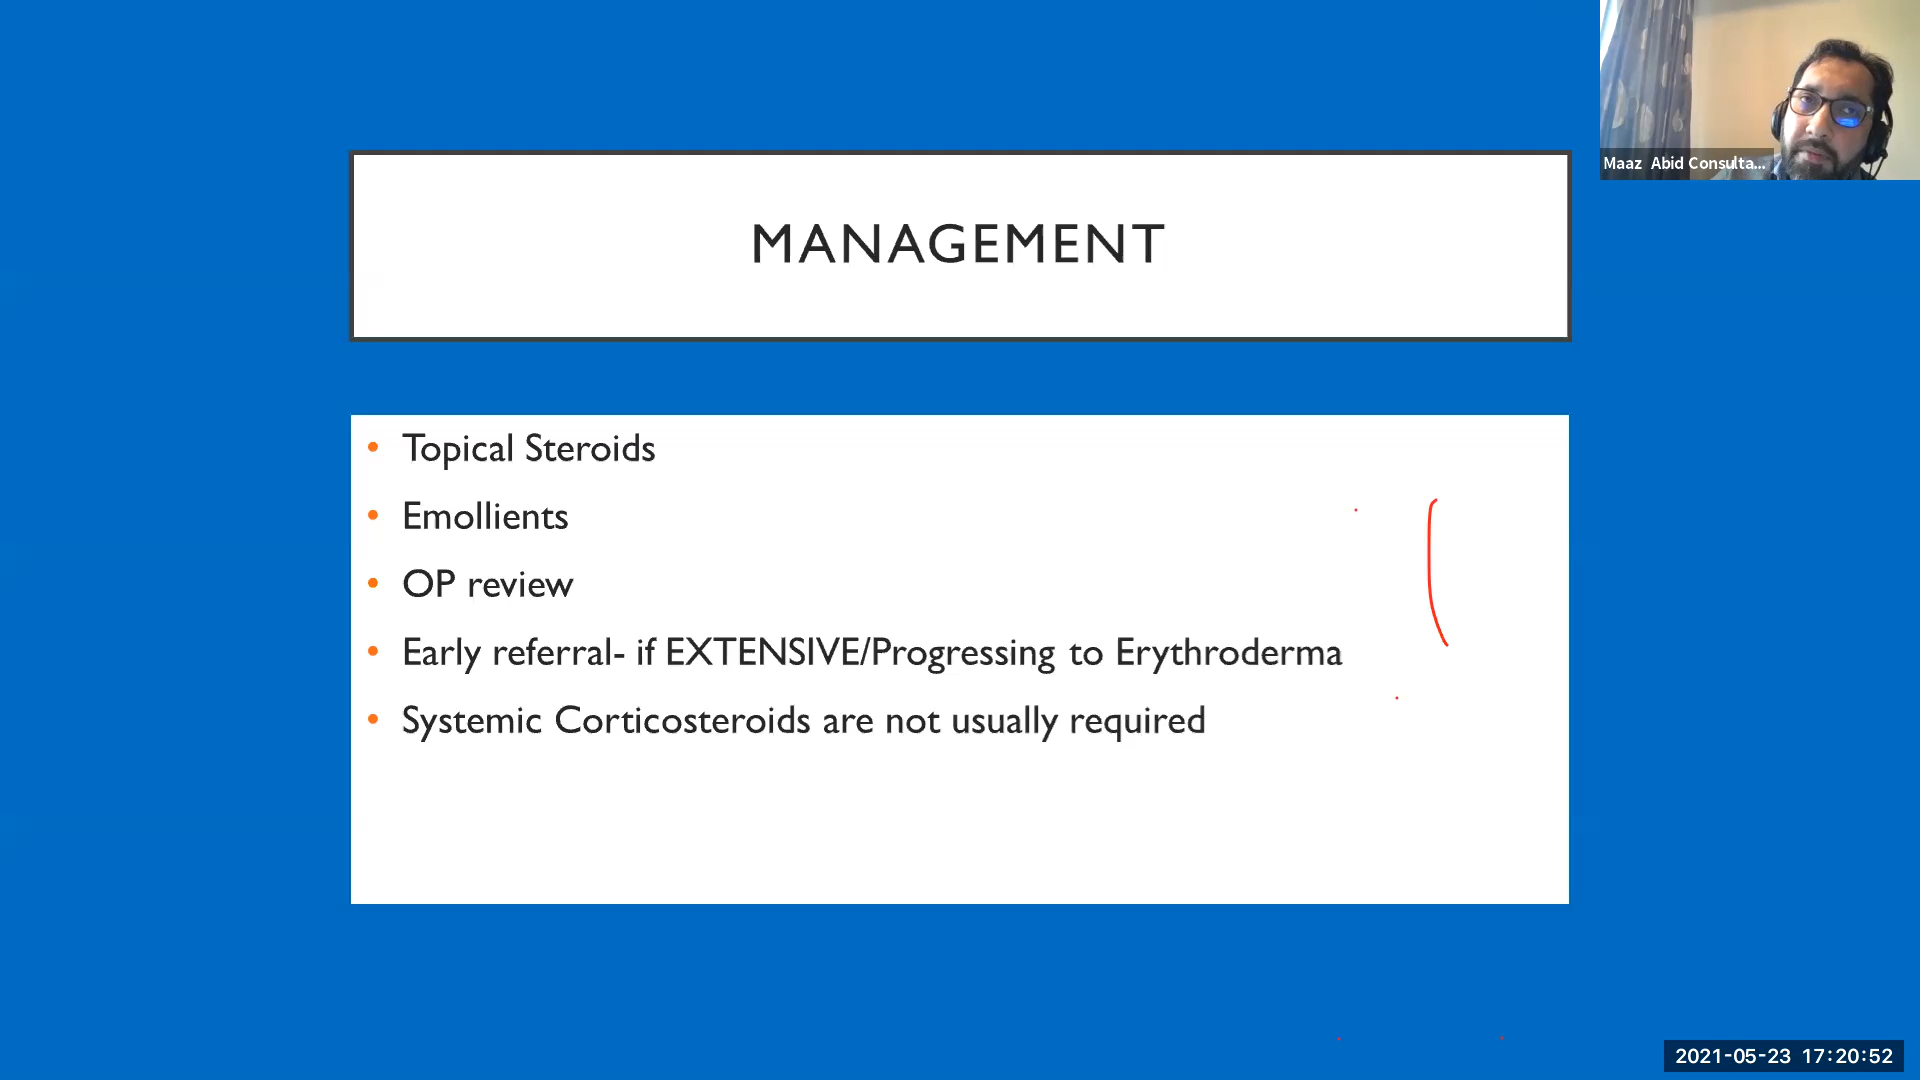 Maaz Abid Consulta...
MANAGEMENT
• Topical Steroids
• Emollients
• OP review
• Early referral- if EXTENSIVE/Progressing to Erythroderma
• Systemic Corticosteroids are not usually required
2021-05-23 17:20:52